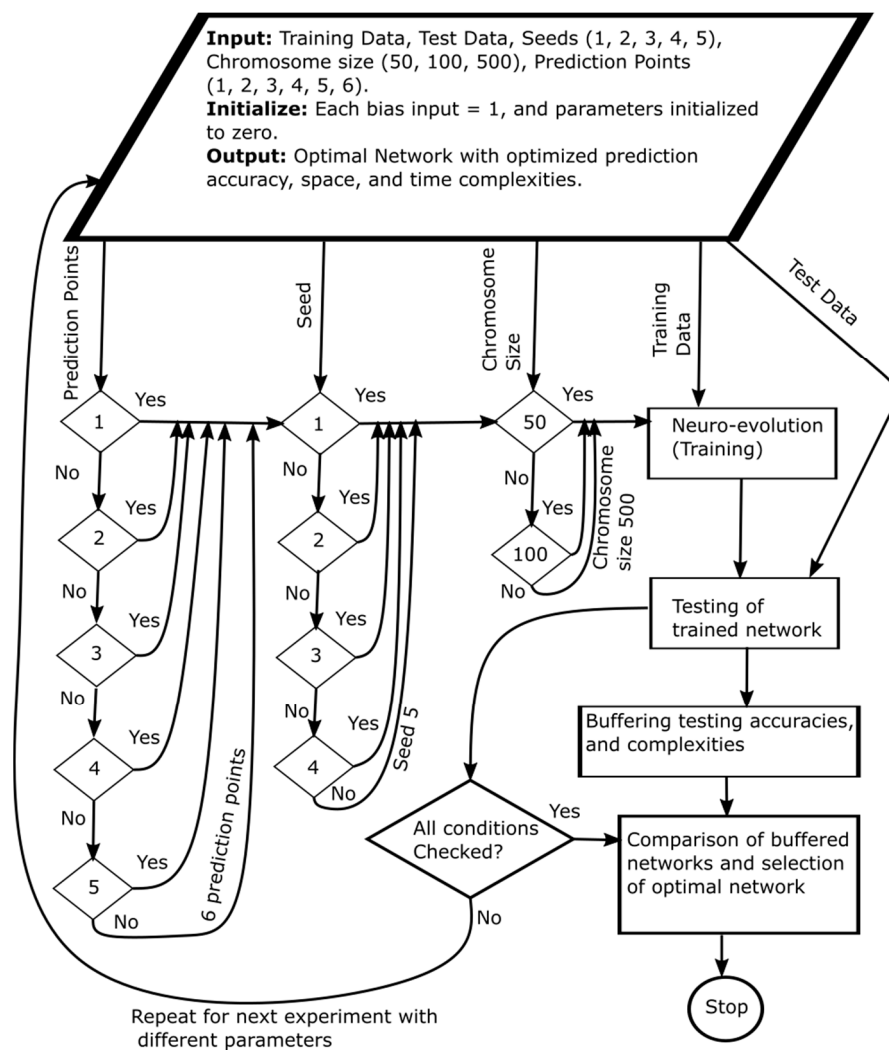 Input: Training Data, Test Data, Seeds (1, 2, 3, 4, 5),
Chromosome size (50, 100, 500), Prediction Points
(1, 2, 3, 4, 5, 6).
Initialize: Each bias input = 1, and parameters initialized
to zero.
Output: Optimal Network with optimized prediction
accuracy, space, and time complexities.
Prediction Points
Seed
Chromosome
Size
Training
Data
Test Data
1
Yes
No
2
Yes
No
3
Yes
No
4
Yes
No
5
Yes
No
6 prediction points
1
Yes
No
2
Yes
No
3
Yes
No
4
Yes
No
Seed 5
50
Yes
No
100
Yes
No
Chromosome
size 500
Neuro-evolution
(Training)
Testing of
trained network
Buffering testing accuracies,
and complexities
All conditions
Checked?
Yes
No
Comparison of buffered
networks and selection
of optimal network
Stop
Repeat for next experiment with
different parameters